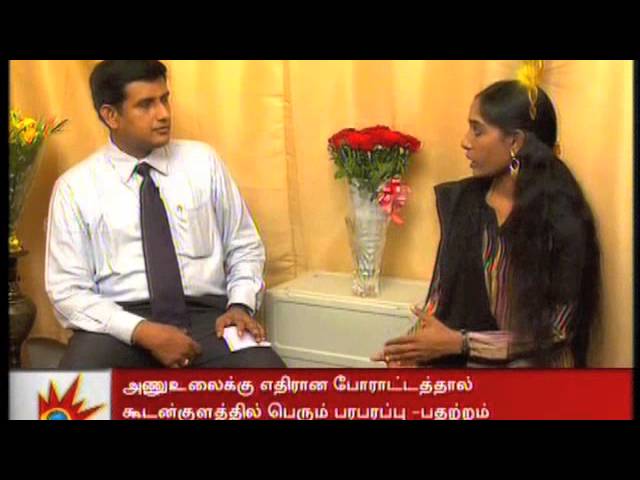 அணுஉலைக்கு எதிரான போராட்டத்தால்
கூடன்குளத்தில் பெரும் பரபரப்பு -பதற்றம்